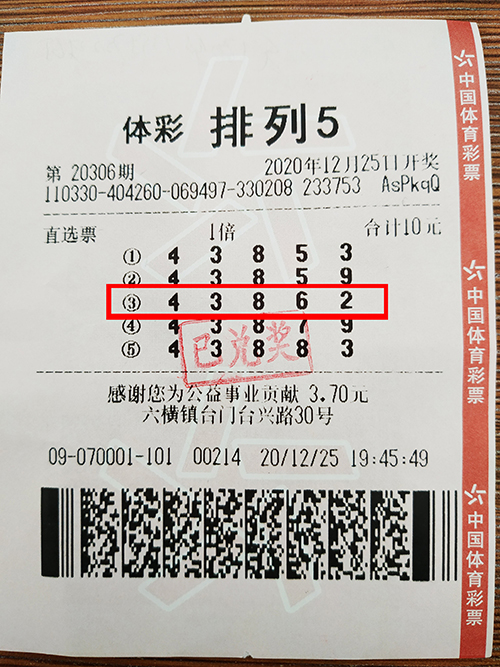 体彩 排列5
第 20306期 2020年12月25日开奖
110330-404260-069497-330208 233753 AsPkqQ
直选票 1倍 合计10元
① 4 3 8 5 3
② 4 3 8 5 9
③ 4 3 8 6 2
④ 4 3 8 7 9
⑤ 4 3 8 8 3
已兑奖
感谢您为公益事业贡献 3.70元
六横镇台门台兴路30号
09-070001-101 00214 20/12/25 19:45:49
中国体育彩票
中国体育彩票
中国体育彩票